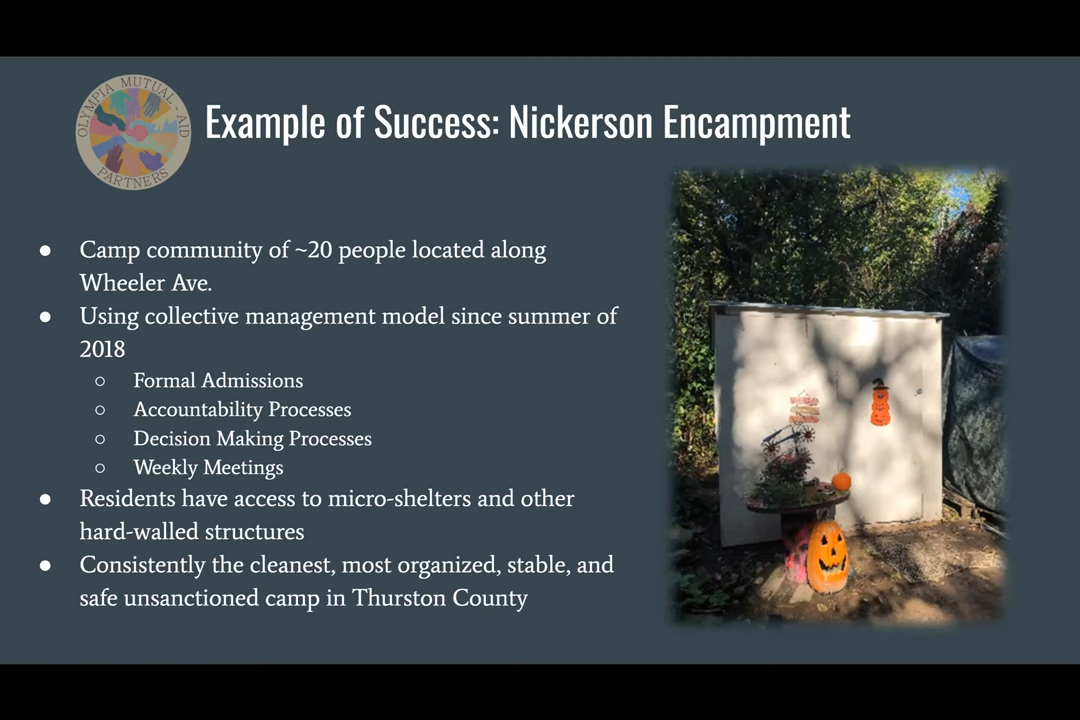 OLYMPIA MUTUAL-AID
PARTNERS
Example of Success: Nickerson Encampment
● Camp community of ~20 people located along
Wheeler Ave.
● Using collective management model since summer of
2018
○ Formal Admissions
○ Accountability Processes
○ Decision Making Processes
○ Weekly Meetings
● Residents have access to micro-shelters and other
hard-walled structures
● Consistently the cleanest, most organized, stable, and
safe unsanctioned camp in Thurston County